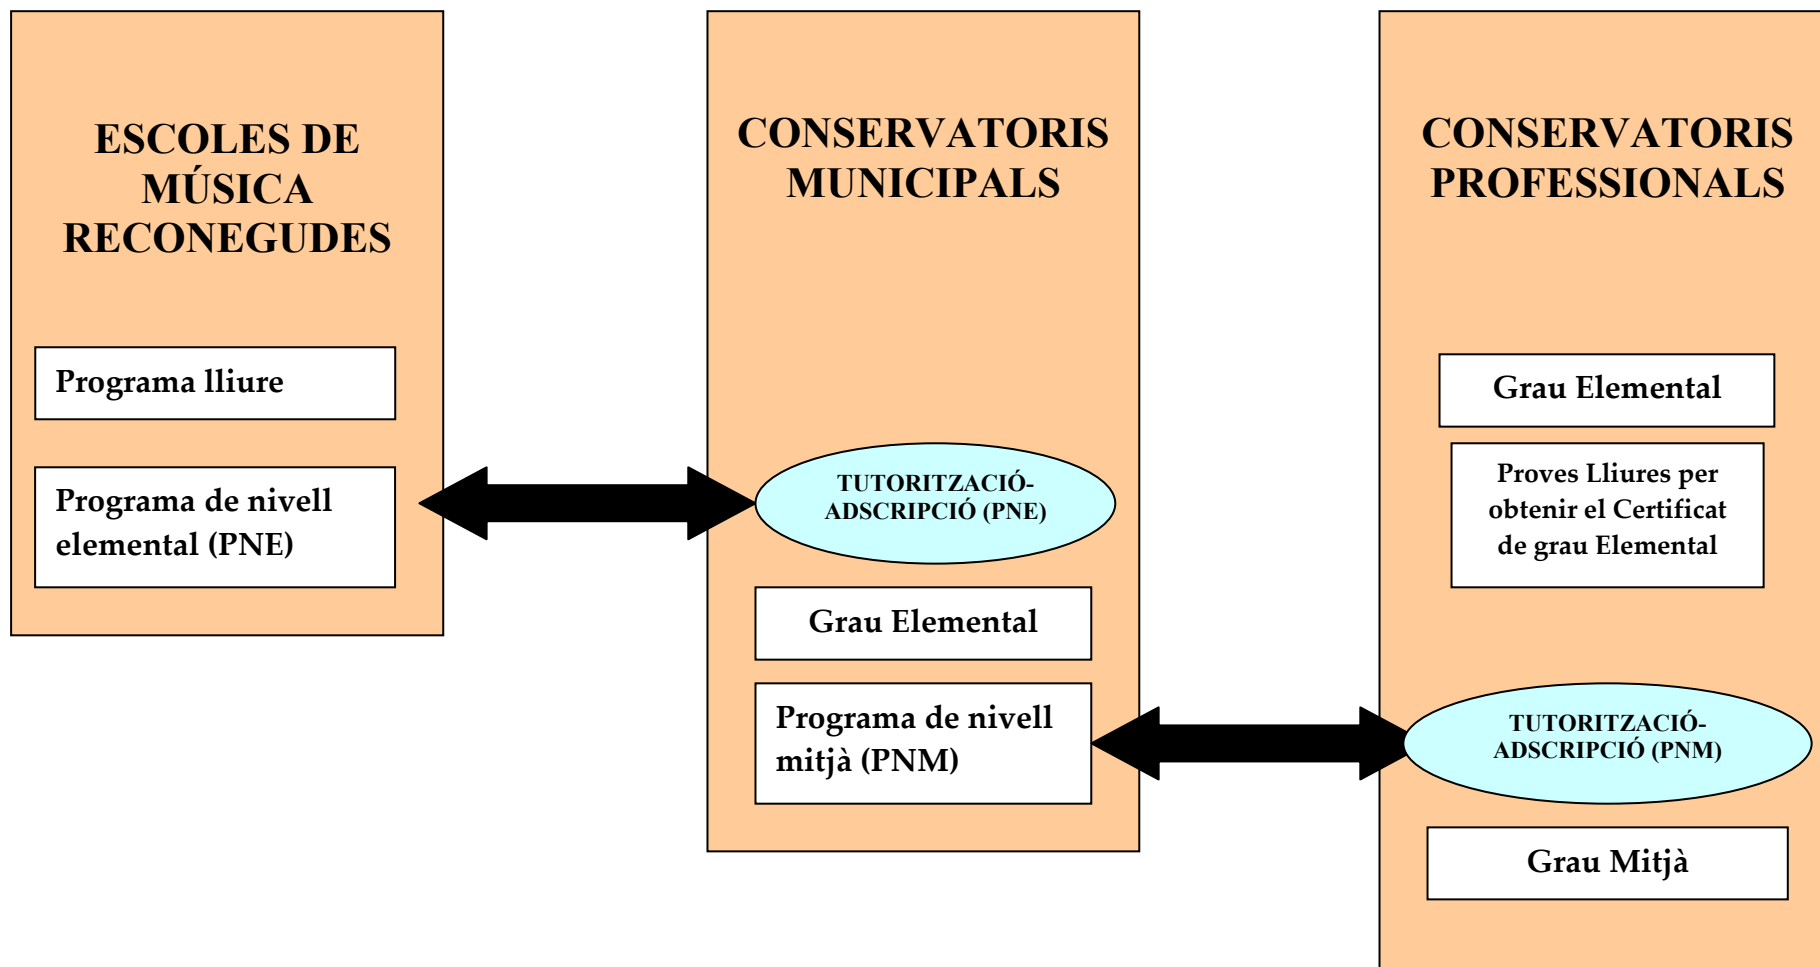 ESCOLES DE
MÚSICA
RECONEGUDES
Programa lliure
Programa de nivell
elemental (PNE)
CONSERVATORIS
MUNICIPALS
TUTORITZACIÓ-
ADSCRIPCIÓ (PNE)
Grau Elemental
Programa de nivell
mitjà (PNM)
CONSERVATORIS
PROFESSIONALS
Grau Elemental
Proves Lliures per
obtenir el Certificat
de grau Elemental
TUTORITZACIÓ-
ADSCRIPCIÓ (PNM)
Grau Mitjà